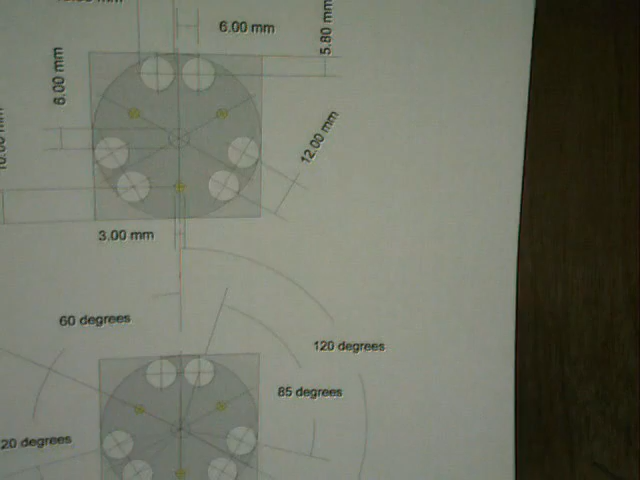 6.00 mm
5.80 mm
6.00 mm
12.00 mm
3.00 mm
60 degrees
120 degrees
85 degrees
20 degrees